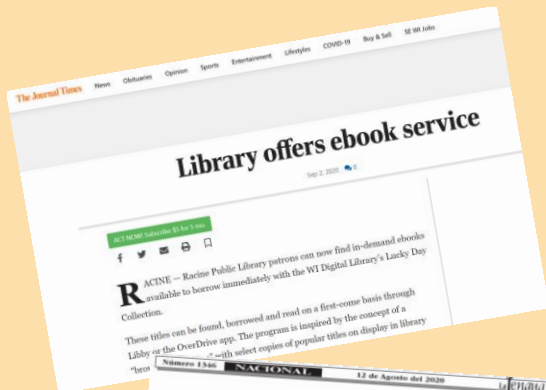 The Journal Times
News Obituaries Opinion Sports Entertainment Lifestyles COVID-19 Buy & Sell SE WI Jobs
Library offers ebook service
Sep 2, 2020 0
ACT NOW! Subscribe $3 for 3 mo.
RACINE — Racine Public Library patrons can now find in-demand ebooks
available to borrow immediately with the WI Digital Library's Lucky Day
Collection.
These titles can be found, borrowed and read on a first-come basis through
Libby or the OverDrive app. The program is inspired by the concept of a
with select copies of popular titles on display in library
Número 1346 NACIONAL 12 de Agosto del 2020